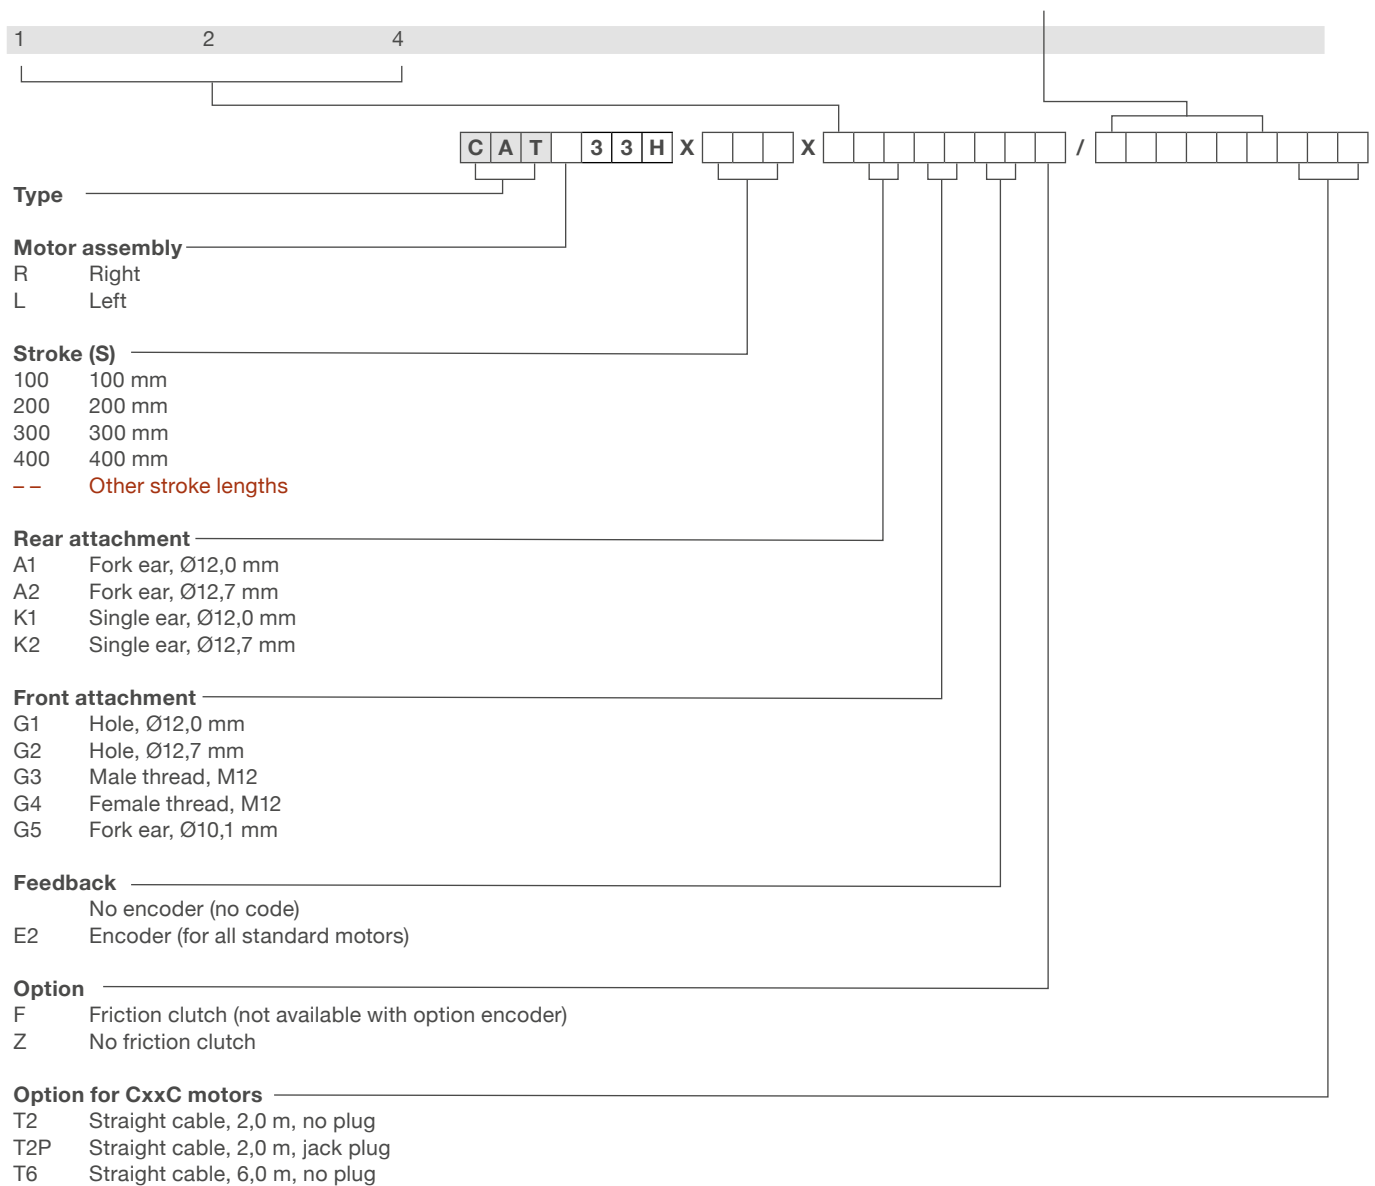 1 2 4
C A T 3 3 H X X /
Type
Motor assembly
R Right
L Left
Stroke (S)
100 100 mm
200 200 mm
300 300 mm
400 400 mm
– – Other stroke lengths
Rear attachment
A1 Fork ear, Ø12,0 mm
A2 Fork ear, Ø12,7 mm
K1 Single ear, Ø12,0 mm
K2 Single ear, Ø12,7 mm
Front attachment
G1 Hole, Ø12,0 mm
G2 Hole, Ø12,7 mm
G3 Male thread, M12
G4 Female thread, M12
G5 Fork ear, Ø10,1 mm
Feedback
No encoder (no code)
E2 Encoder (for all standard motors)
Option
F Friction clutch (not available with option encoder)
Z No friction clutch
Option for CxxC motors
T2 Straight cable, 2,0 m, no plug
T2P Straight cable, 2,0 m, jack plug
T6 Straight cable, 6,0 m, no plug